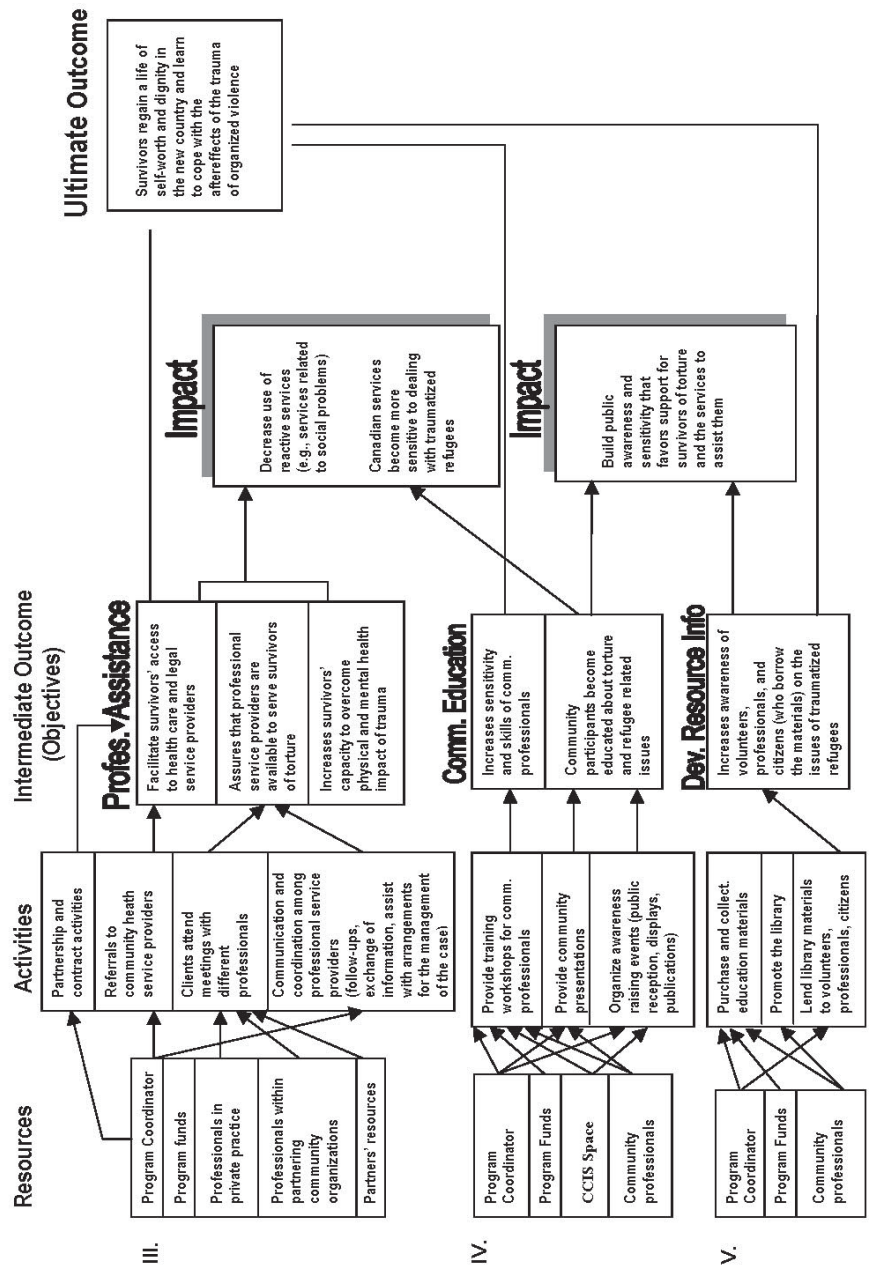 Resources
Activities
Intermediate Outcome
(Objectives)
Ultimate Outcome
III.
Program Coordinator
Program funds
Professionals in
private practice
Professionals within
partnering
community
organizations
Partners' resources
Partnership and
contract activities
Referrals to
community heath
service providers
Clients attend
meetings with
different
professionals
Communication and
coordination among
professional service
providers
(follow-ups,
exchange of
information, assist
with arrangements
for the management
of the case)
Profes. Assistance
Facilitate survivors' access
to health care and legal
service providers
Assures that professional
service providers are
available to serve survivors
of torture
Increases survivors'
capacity to overcome
physical and mental health
impact of trauma
Impact
Decrease use of
reactive services
(e.g., services related
to social problems)
Canadian services
become more
sensitive to dealing
with traumatized
refugees
Survivors regain a life of
self-worth and dignity in
the new country and learn
to cope with the
aftereffects of the trauma
of organized violence
IV.
Program
Coordinator
Program Funds
CCIS Space
Community
professionals
Provide training
workshops for comm.
professionals
Provide community
presentations
Organize awareness
raising events (public
reception, displays,
publications)
Comm. Education
Increases sensitivity
and skills of comm.
professionals
Community
participants become
educated about torture
and refugee related
issues
Impact
Build public
awareness and
sensitivity that
favors support for
survivors of torture
and the services to
assist them
V.
Program
Coordinator
Program Funds
Community
professionals
Purchase and collect.
education materials
Promote the library
Lend library materials
to volunteers,
professionals, citizens
Dev. Resource Info
Increases awareness of
volunteers,
professionals, and
citizens (who borrow
the materials) on the
issues of traumatized
refugees